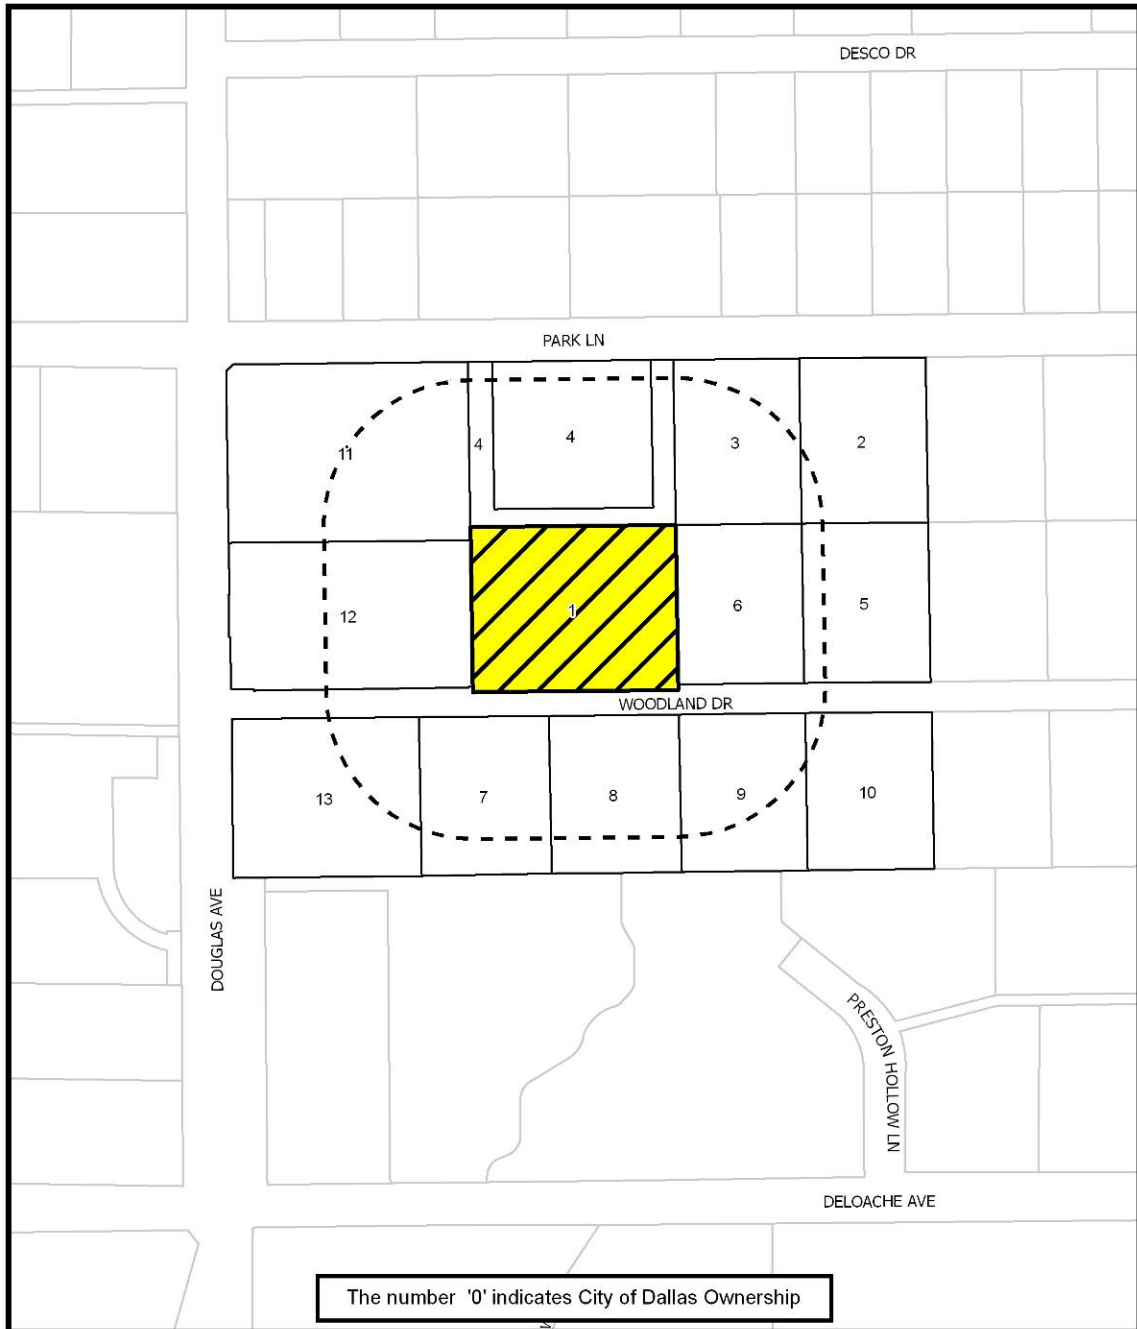 DESCO DR
PARK LN
11
4
4
3
2
12
1
6
5
WOODLAND DR
13
7
8
9
10
DOUGLAS AVE
PRESTON HOLLOW LN
DELOACHE AVE
The number '0' indicates City of Dallas Ownership